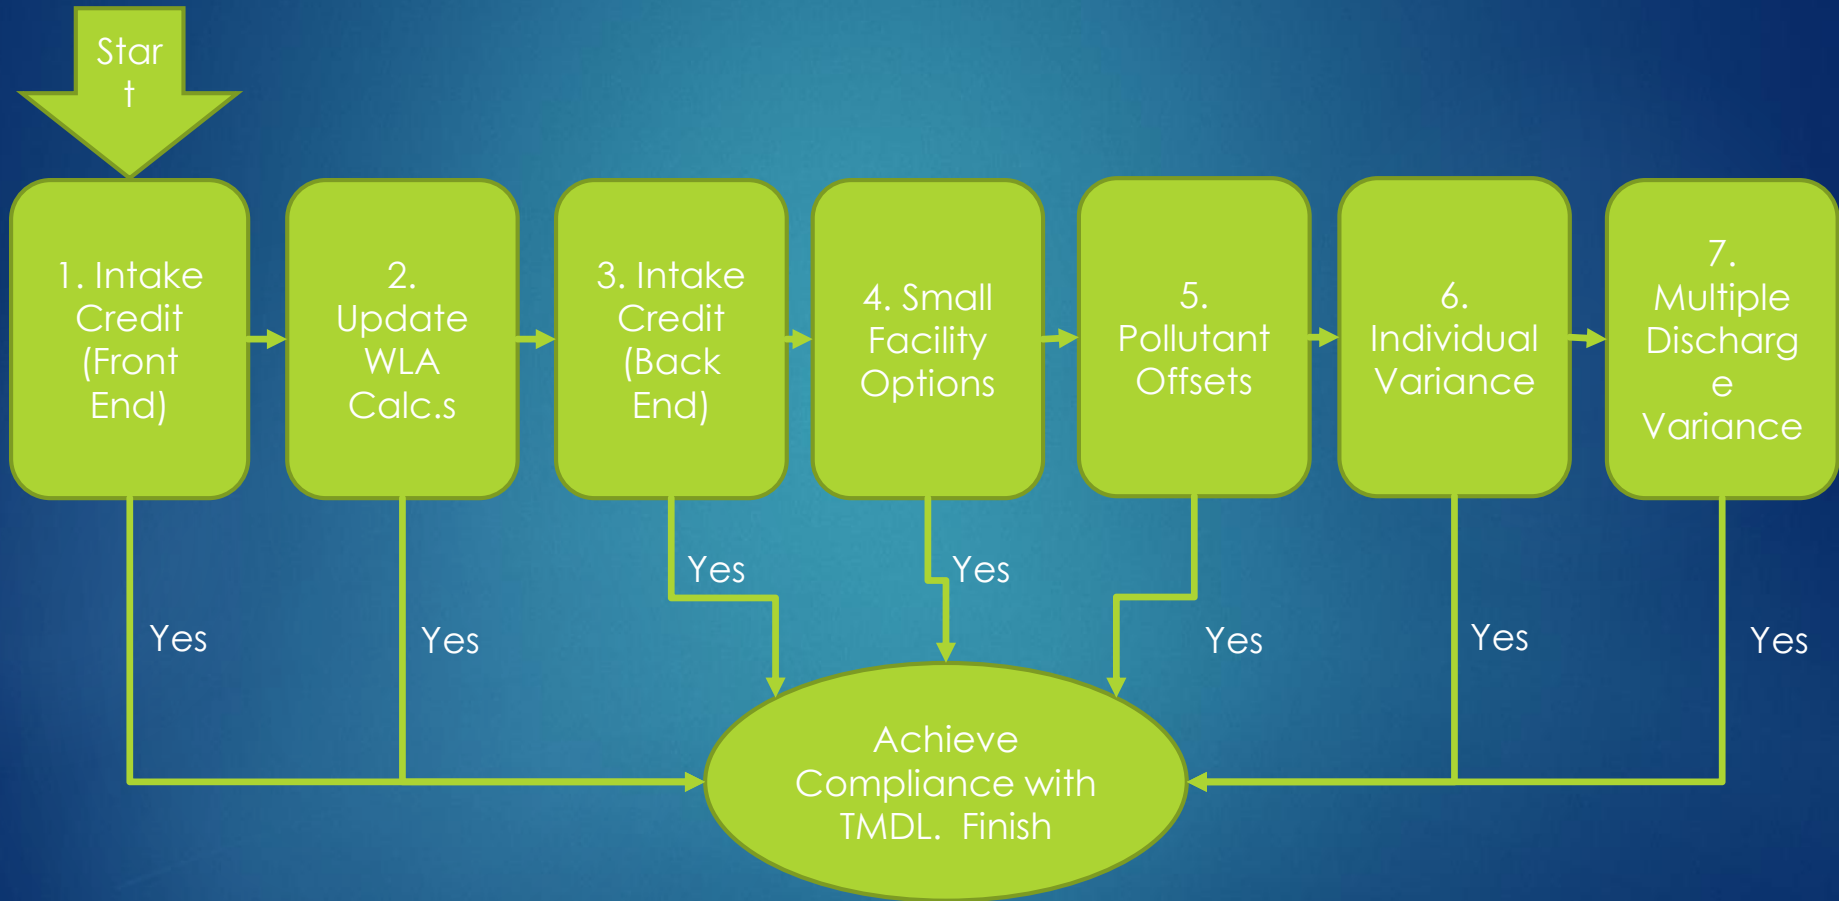 Star
t
1. Intake
Credit
(Front
End)
2.
Update
WLA
Calc.s
3. Intake
Credit
(Back
End)
4. Small
Facility
Options
5.
Pollutant
Offsets
6.
Individual
Variance
7.
Multiple
Discharg
e
Variance
Yes
Yes
Yes
Yes
Yes
Yes
Yes
Achieve
Compliance with
TMDL.  Finish